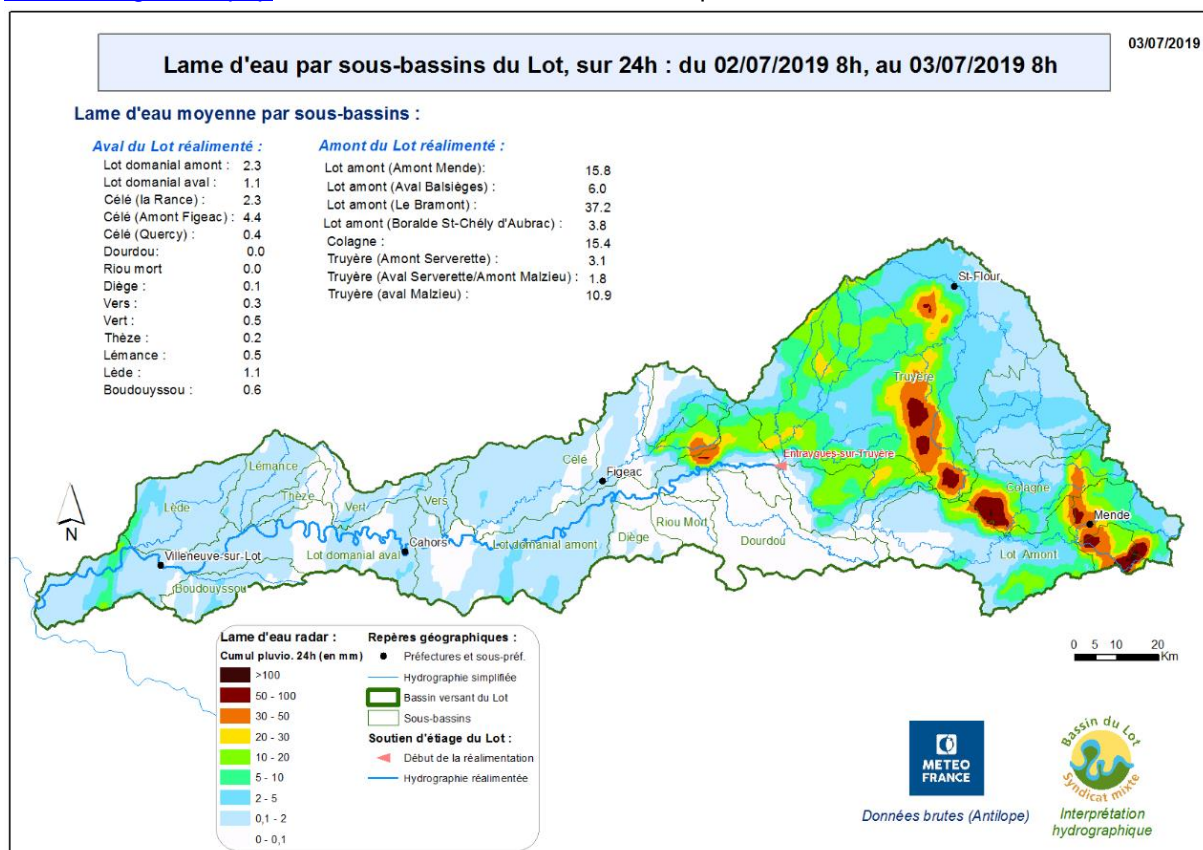 03/07/2019
Lame d'eau par sous-bassins du Lot, sur 24h : du 02/07/2019 8h, au 03/07/2019 8h
Lame d'eau moyenne par sous-bassins :
Aval du Lot réalimenté :
Lot domanial amont : 2.3
Lot domanial aval : 1.1
Célé (la Rance) : 2.3
Célé (Amont Figeac) : 4.4
Célé (Quercy) : 0.4
Dourdou: 0.0
Riou mort 0.0
Diège : 0.1
Vers : 0.3
Vert : 0.5
Thèze : 0.2
Lémance : 0.5
Lède : 1.1
Boudouyssou : 0.6
Amont du Lot réalimenté :
Lot amont (Amont Mende): 15.8
Lot amont (Aval Balsièges) : 6.0
Lot amont (Le Bramont) : 37.2
Lot amont (Boralde St-Chély d'Aubrac) : 3.8
Colagne : 15.4
Truyère (Amont Serverette) : 3.1
Truyère (Aval Serverette/Amont Malzieu) : 1.8
Truyère (aval Malzieu) : 10.9
St-Flour
Truyère
Entraygues-sur-Truyère
Célé
Figeac
Lémance
Thèze
Vert
Vers
Lède
Colagne
Mende
Riou Mort
Diège
Dourdou
Lot Amont
Lot domanial amont
Cahors
Lot domanial aval
Villeneuve-sur-Lot
Boudouyssou
N
Lame d'eau radar :
Cumul pluvio. 24h (en mm)
>100
50 - 100
30 - 50
20 - 30
10 - 20
5 - 10
2 - 5
0,1 - 2
0 - 0,1
Repères géographiques :
Préfectures et sous-préf.
Hydrographie simplifiée
Bassin versant du Lot
Sous-bassins
Soutien d'étiage du Lot :
Début de la réalimentation
Hydrographie réalimentée
0 5 10 20
Km
METEO
FRANCE
Données brutes (Antilope)
Bassin du Lot
Syndicat mixte
Interprétation
hydrographique